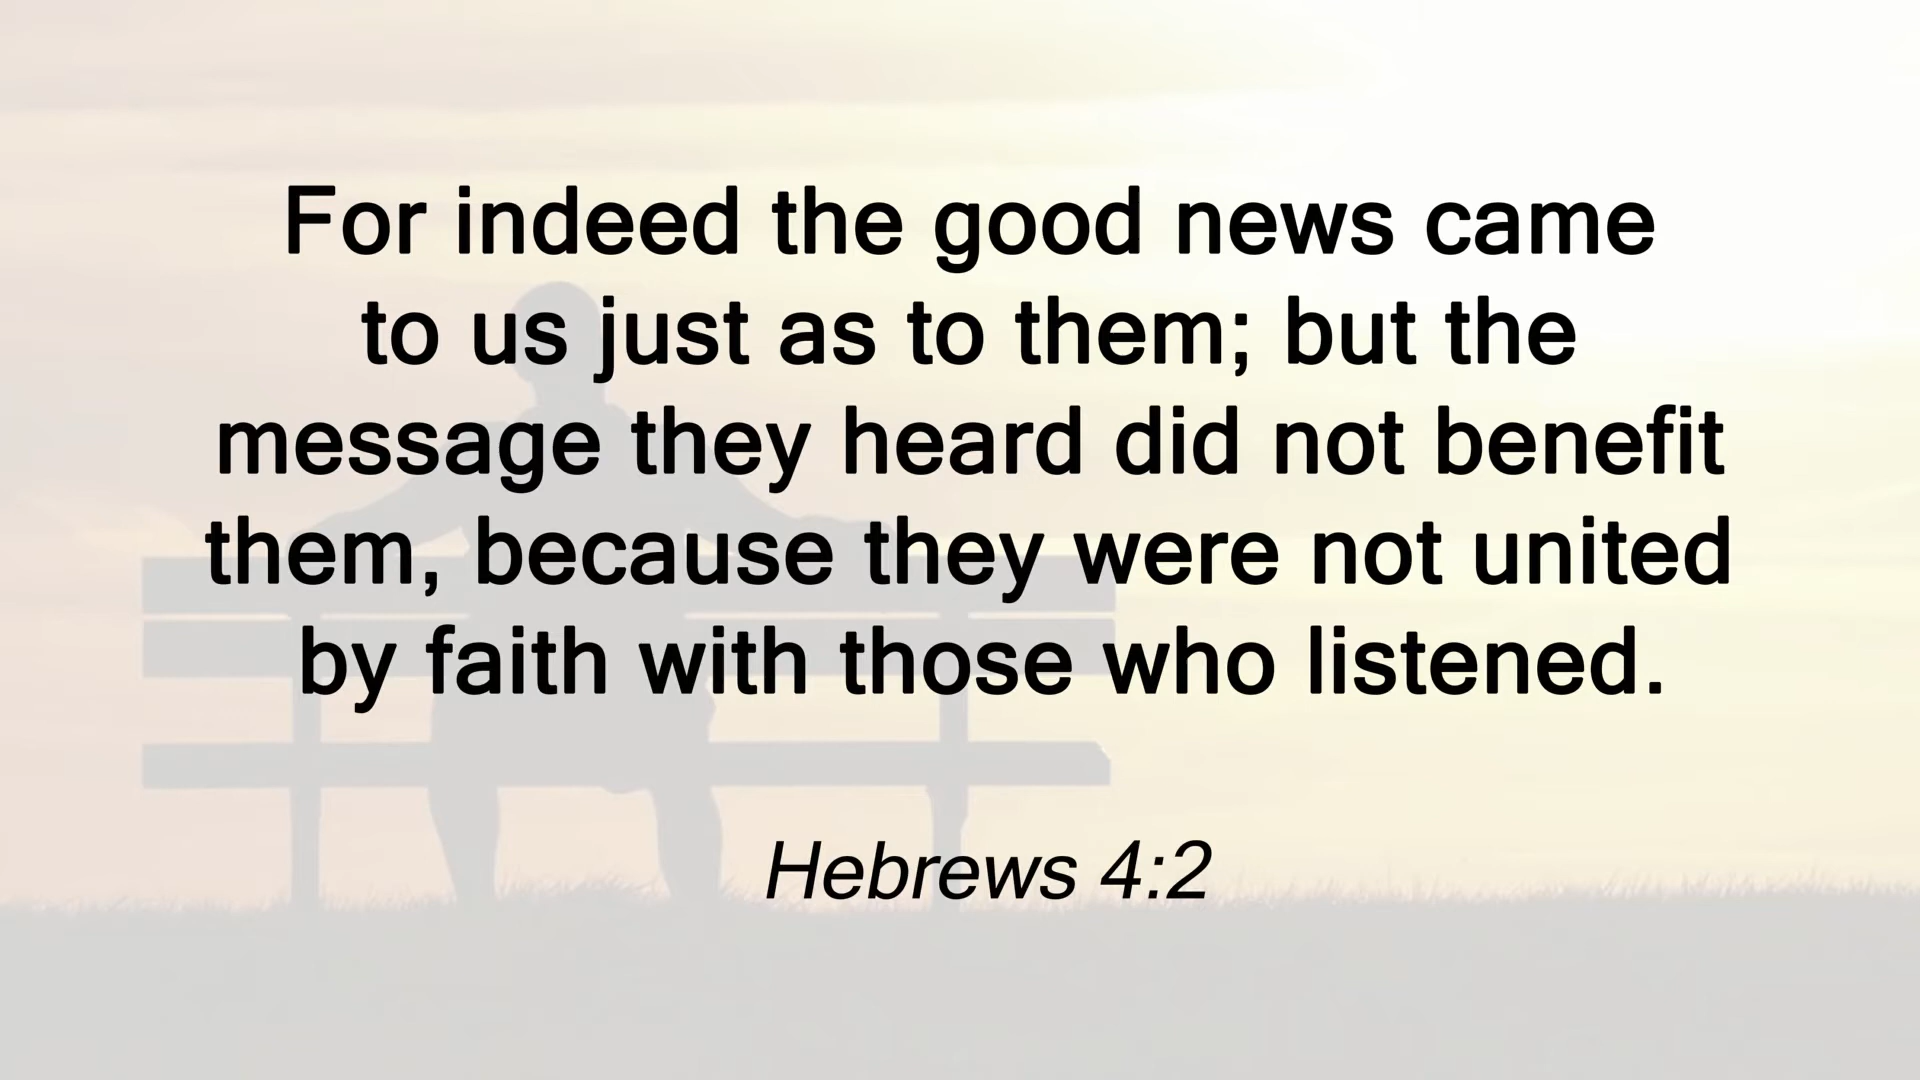 For indeed the good news came
to us just as to them; but the
message they heard did not benefit
them, because they were not united
by faith with those who listened.
Hebrews 4:2